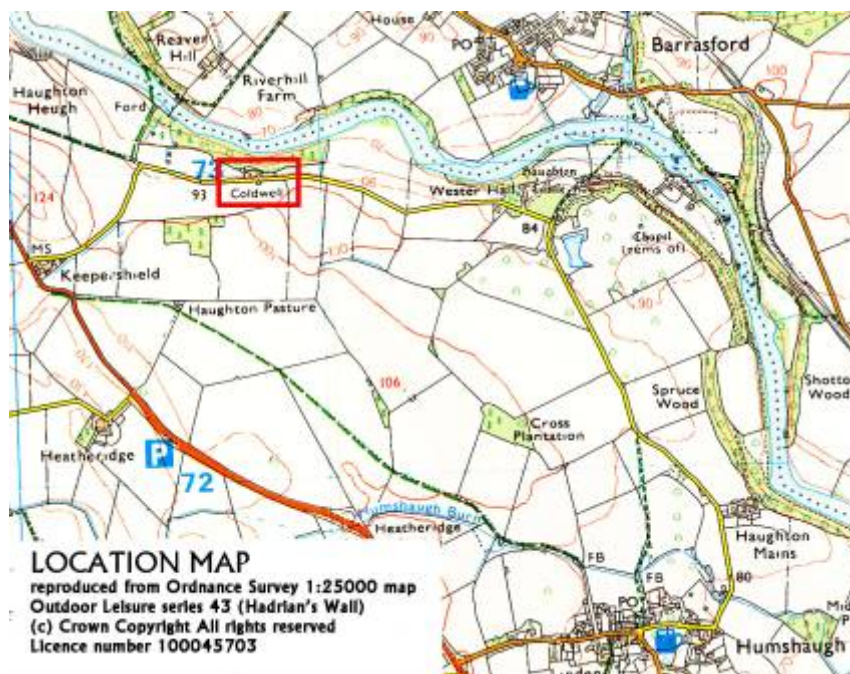 House
PO
Barrasford
Reaver
Hill
Riverhill
Farm
Haughton
Heugh
Ford
Coldwell
93
124
MS
Keepershield
Wester Hall
Haughton
Castle
84
Chapel
(rems of)
Haughton Pasture
106
Cross
Plantation
Spruce
Wood
Shotto
Wood
Heatheridge
P
72
Humshaugh Burn
Heatheridge
Haughton
Mains
FB
FB
80
PO
Humshaugh
100
90
LOCATION MAP
reproduced from Ordnance Survey 1:25000 map
Outdoor Leisure series 43 (Hadrian's Wall)
(c) Crown Copyright All rights reserved
Licence number 100045703